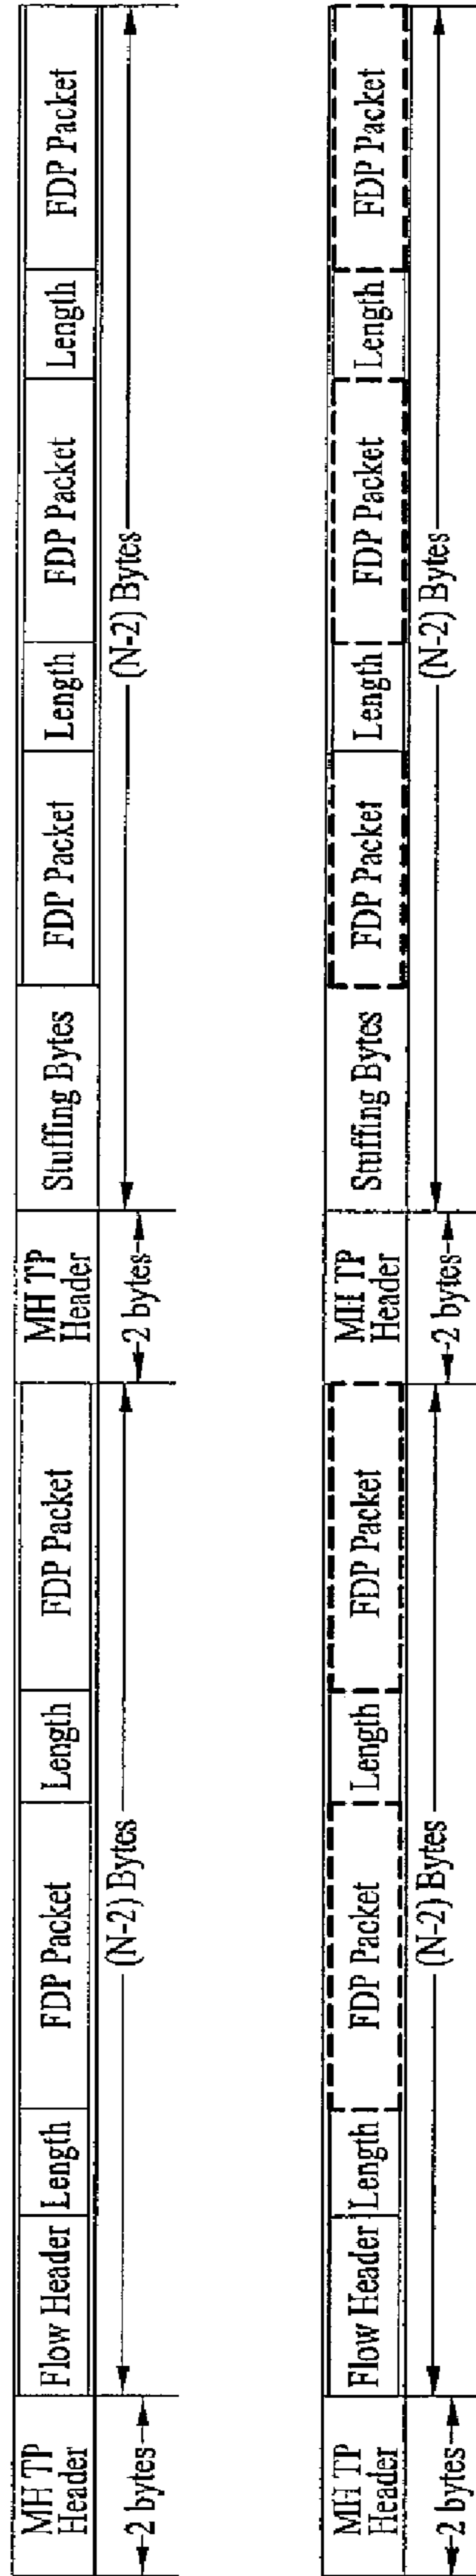 MH TP
Header
Flow Header
Length
FDP Packet
Length
FDP Packet
MH TP
Header
Stuffing Bytes
FDP Packet
Length
FDP Packet
Length
FDP Packet
2 bytes
(N-2) Bytes
2 bytes
(N-2) Bytes
MH TP
Header
Flow Header
Length
FDP Packet
Length
FDP Packet
MH TP
Header
Stuffing Bytes
FDP Packet
Length
FDP Packet
Length
FDP Packet
2 bytes
(N-2) Bytes
2 bytes
(N-2) Bytes